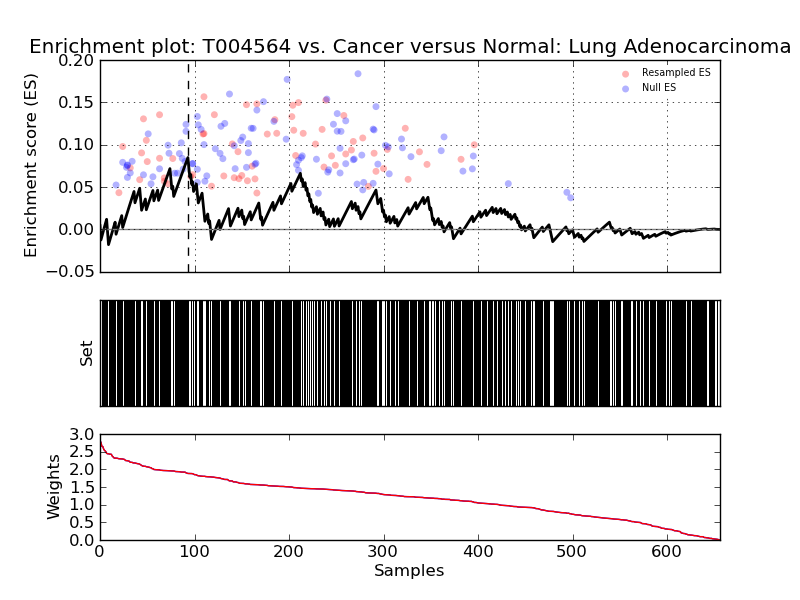 Enrichment plot: T004564 vs. Cancer versus Normal: Lung Adenocarcinoma
Enrichment score (ES)
0.20
0.15
0.10
0.05
0.00
−0.05
Resampled ES
Null ES
Set
Weights
3.0
2.5
2.0
1.5
1.0
0.5
0.0
0 100 200 300 400 500 600
Samples